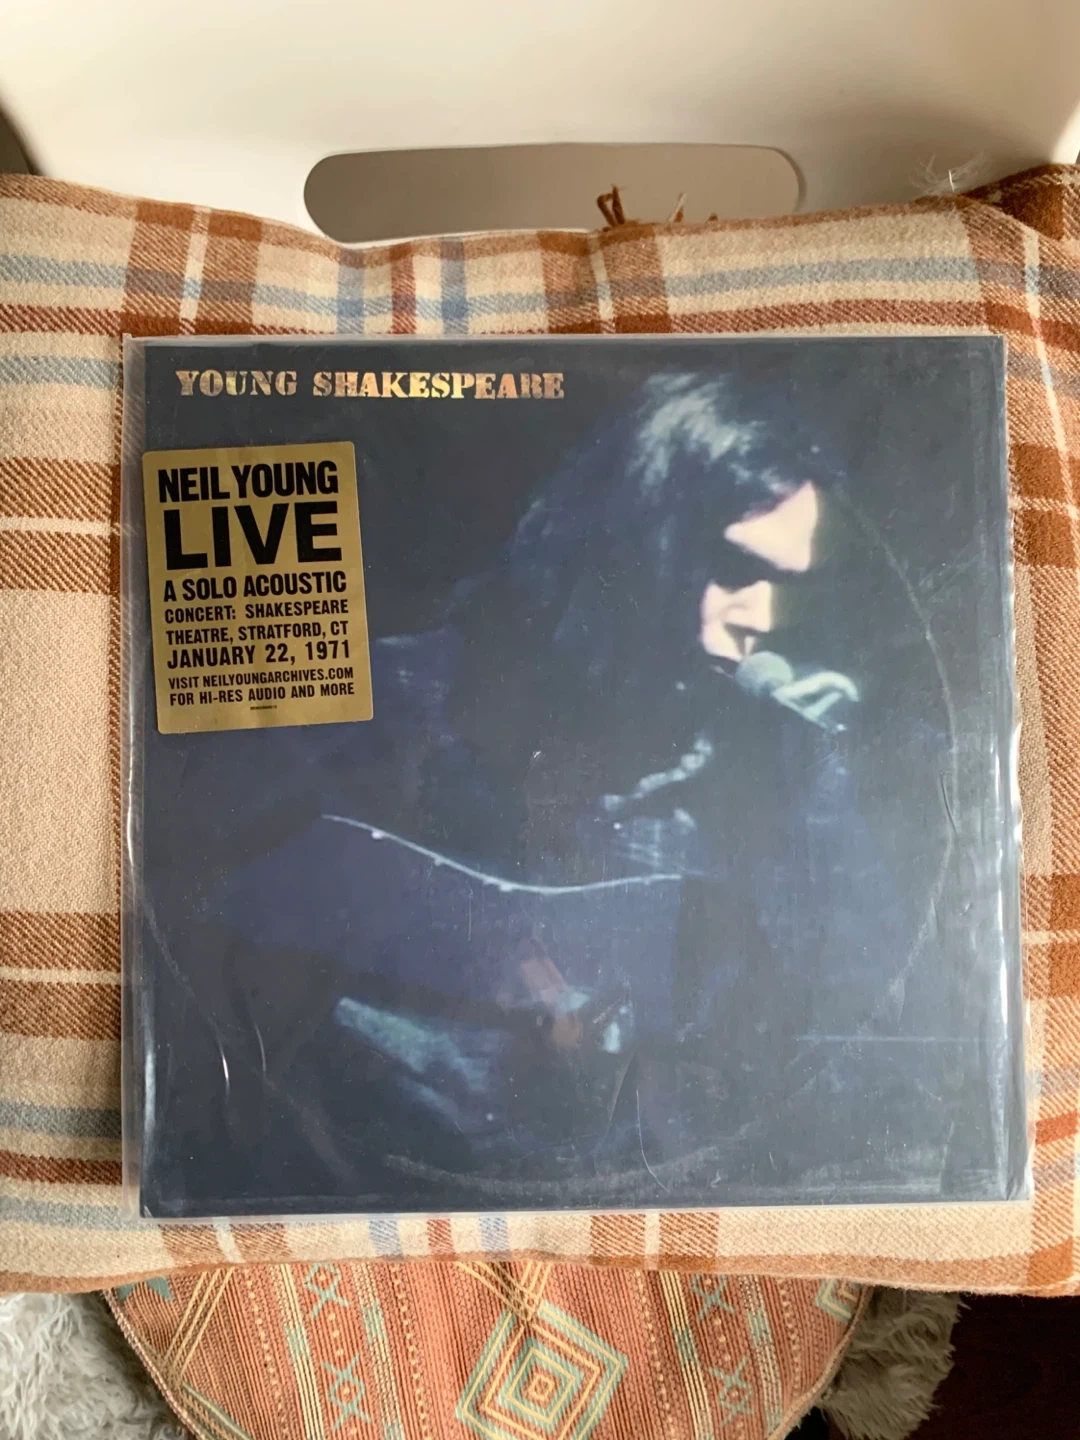 YOUNG SHAKESPEARE
NEIL YOUNG
LIVE
A SOLO ACOUSTIC
CONCERT: SHAKESPEARE
THEATRE, STRATFORD, CT
JANUARY 22, 1971
VISIT NEILYOUNGARCHIVES.COM
FOR HI-RES AUDIO AND MORE